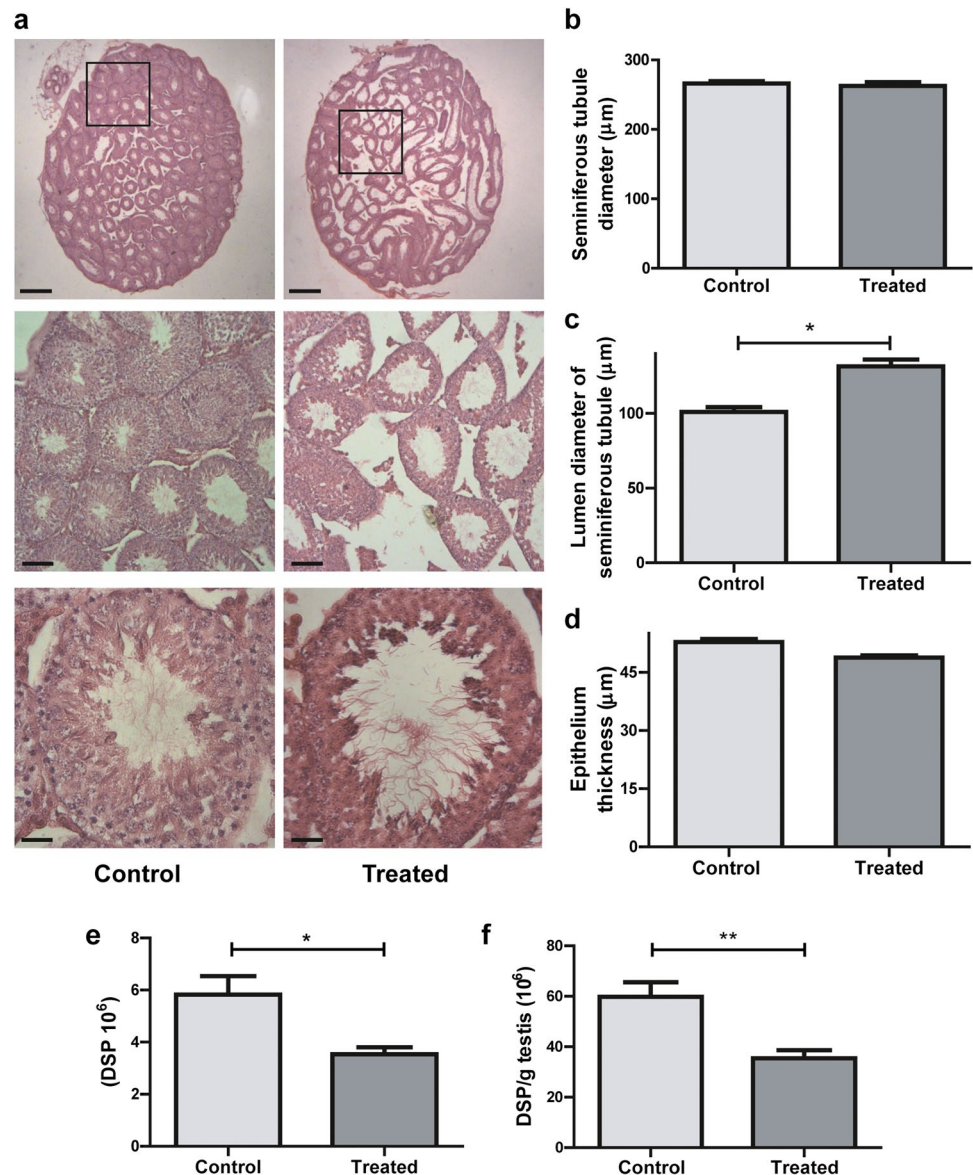 a
Control
Treated
b
Seminiferous tubule
diameter (µm)
300
200
100
0
Control
Treated
c
*
Lumen diameter of
seminiferous tubule (µm)
100
50
0
Control
Treated
d
Epithelium
thickness (µm)
45
30
15
0
Control
Treated
e
*
(DSP 10⁶)
8
6
4
2
0
Control
Treated
f
**
DSP/g testis (10⁶)
80
60
40
20
0
Control
Treated